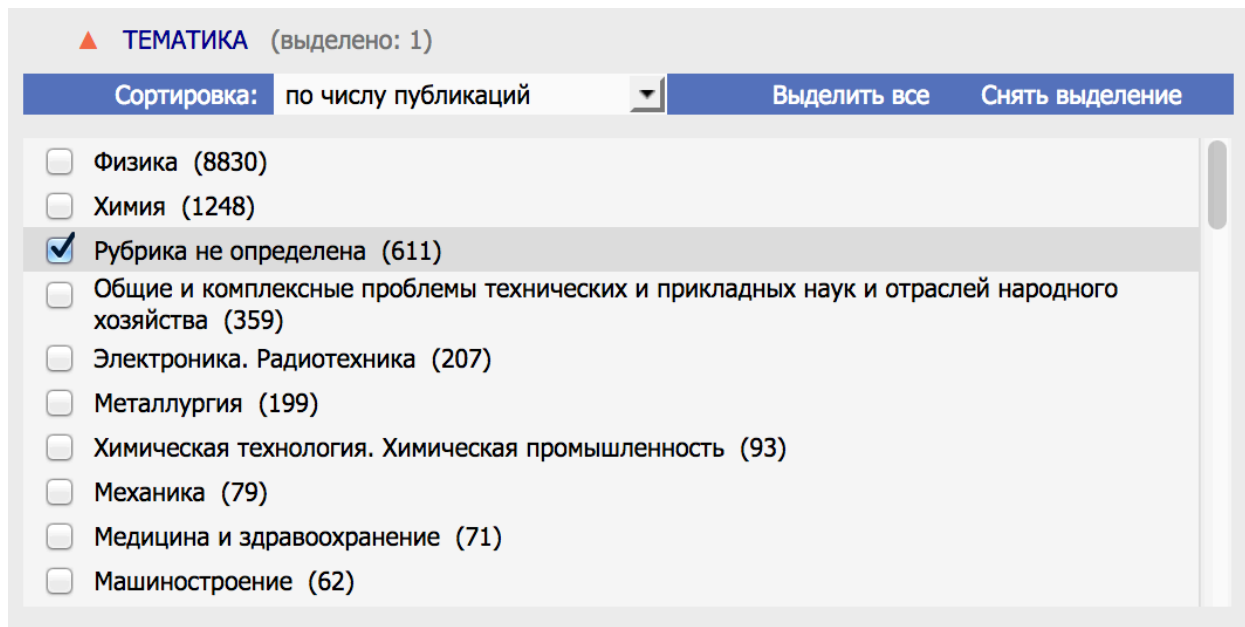 ТЕМАТИКА (выделено: 1)
Сортировка: по числу публикаций Выделить все Снять выделение
Физика (8830)
Химия (1248)
Рубрика не определена (611)
Общие и комплексные проблемы технических и прикладных наук и отраслей народного
хозяйства (359)
Электроника. Радиотехника (207)
Металлургия (199)
Химическая технология. Химическая промышленность (93)
Механика (79)
Медицина и здравоохранение (71)
Машиностроение (62)